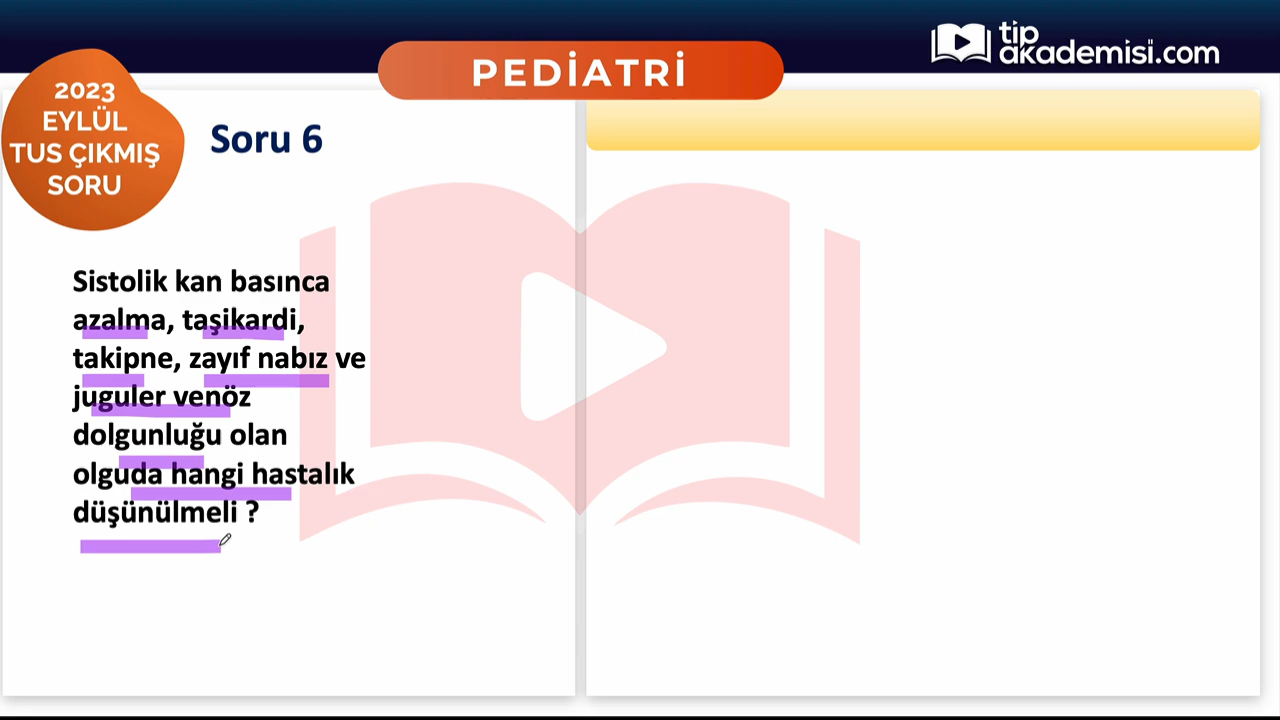 tıp
akademisi.com
PEDİATRİ
2023
EYLÜL
TUS ÇIKMIŞ
SORU
Soru 6
Sistolik kan basınca
azalma, taşikardi,
takipne, zayıf nabız ve
juguler venöz
dolgunluğu olan
olguda hangi hastalık
düşünülmeli ?